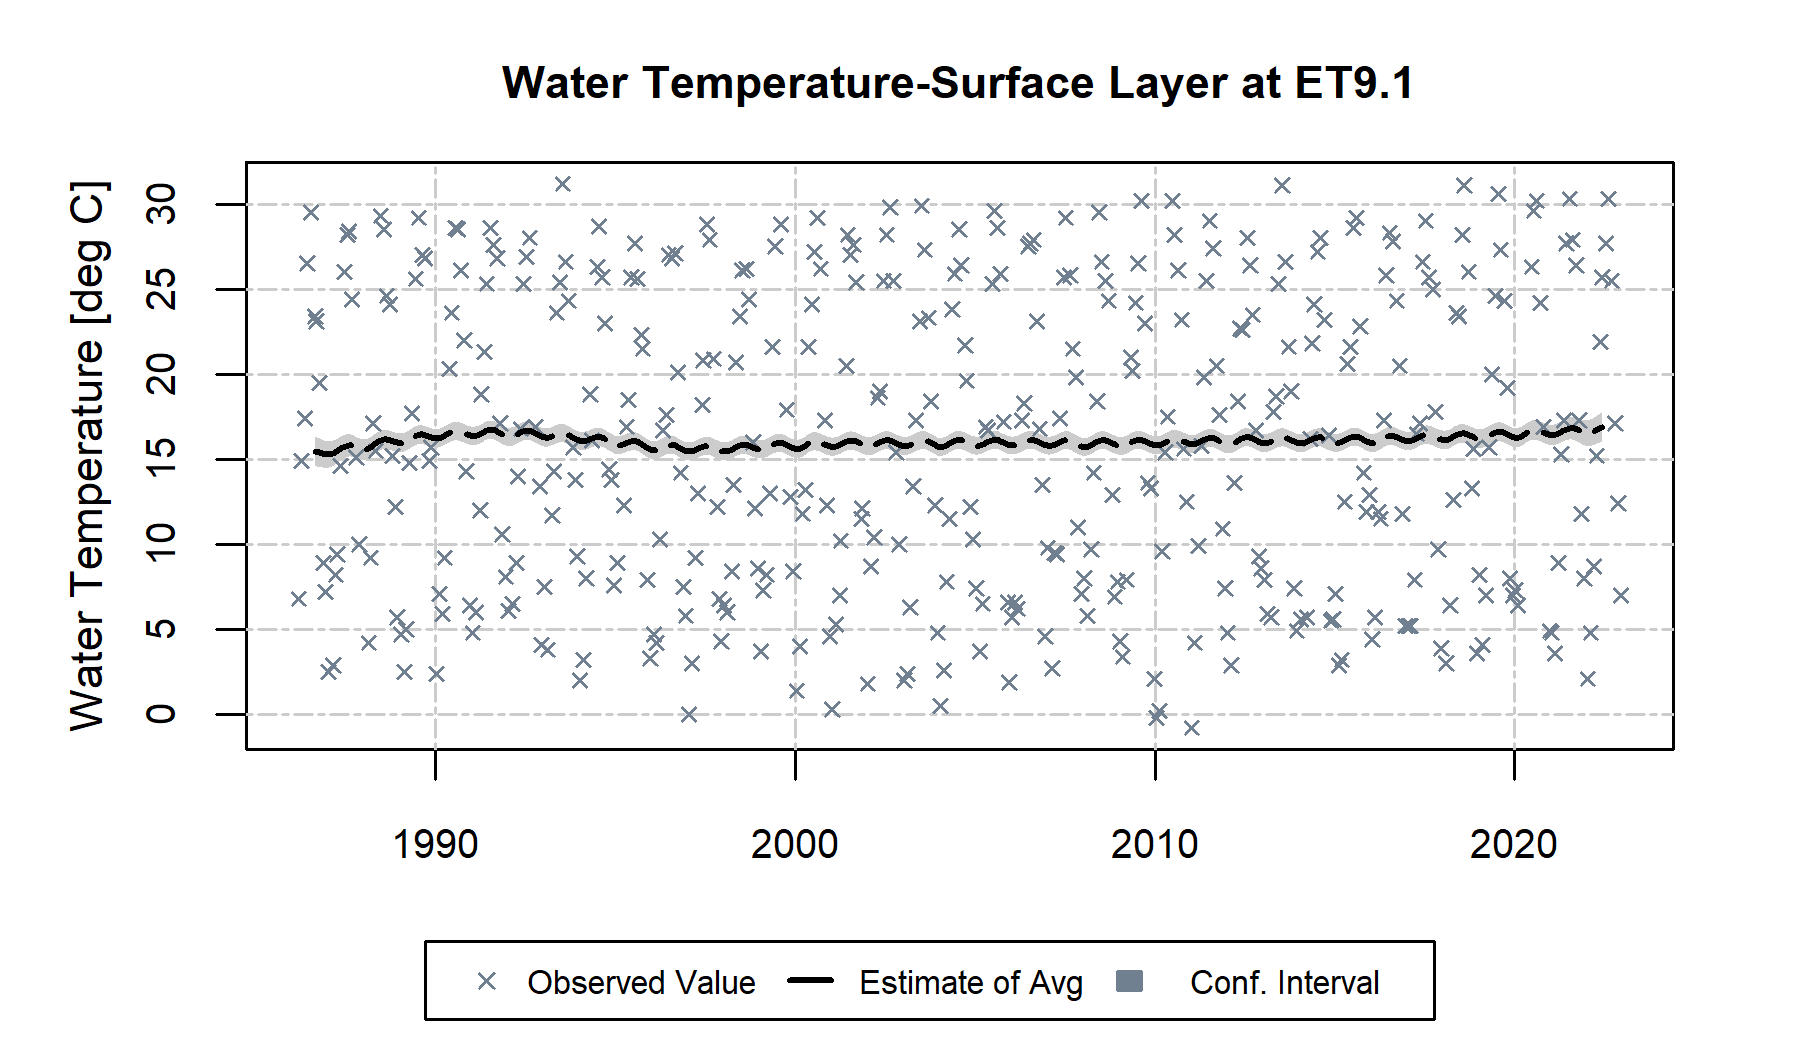 Water Temperature-Surface Layer at ET9.1
Water Temperature [deg C]
30
25
20
15
10
5
0
1990 2000 2010 2020
Observed Value Estimate of Avg Conf. Interval